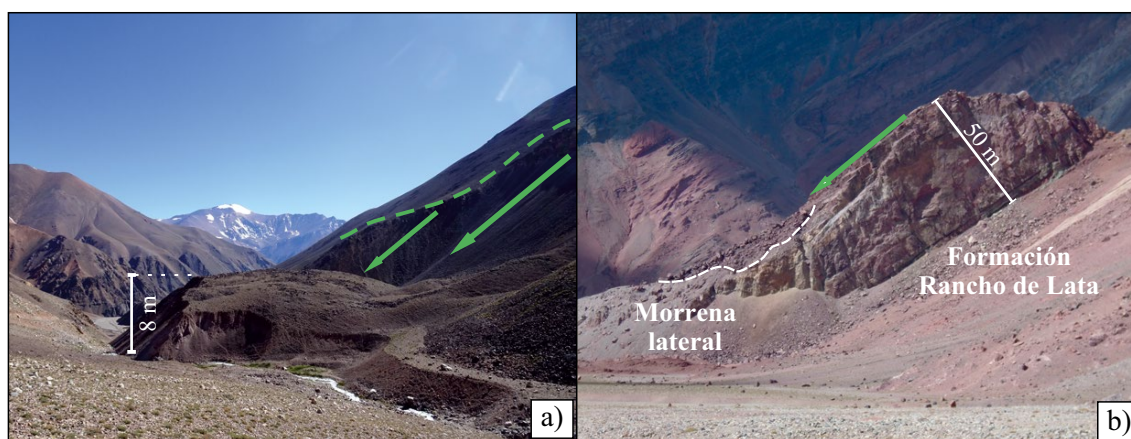 8 m
a)
50 m
Formación
Rancho de Lata
Morrena
lateral
b)